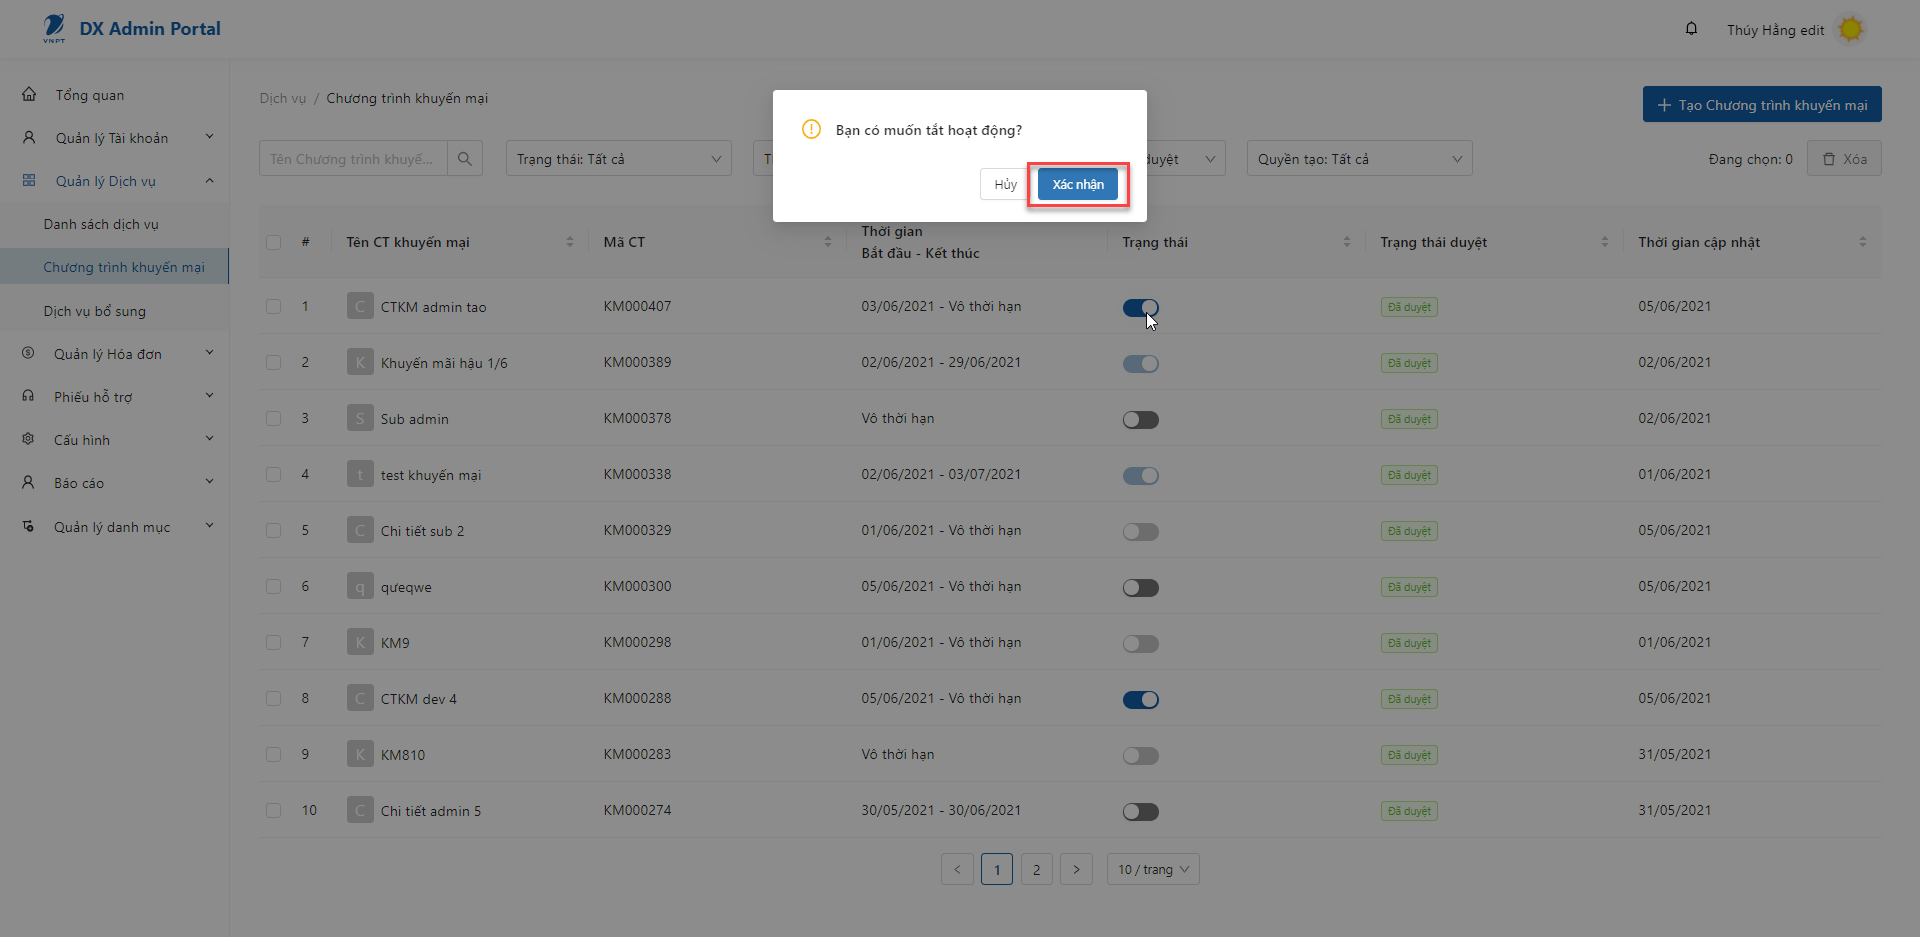 VNPT
DX Admin Portal
Thúy Hằng edit
Tổng quan
Quản lý Tài khoản
Quản lý Dịch vụ
Danh sách dịch vụ
Chương trình khuyến mại
Dịch vụ bổ sung
Quản lý Hóa đơn
Phiếu hỗ trợ
Cấu hình
Báo cáo
Quản lý danh mục
Dịch vụ / Chương trình khuyến mại
+ Tạo Chương trình khuyến mại
Tên Chương trình khuyế...
Trạng thái: Tất cả
duyệt
Quyền tạo: Tất cả
Đang chọn: 0
Xóa
Bạn có muốn tắt hoạt động?
Hủy
Xác nhận
# Tên CT khuyến mại Mã CT Thời gian Bắt đầu - Kết thúc Trạng thái Trạng thái duyệt Thời gian cập nhật
1 C CTKM admin tao KM000407 03/06/2021 - Vô thời hạn Đã duyệt 05/06/2021
2 K Khuyến mãi hậu 1/6 KM000389 02/06/2021 - 29/06/2021 Đã duyệt 02/06/2021
3 S Sub admin KM000378 Vô thời hạn Đã duyệt 02/06/2021
4 t test khuyến mại KM000338 02/06/2021 - 03/07/2021 Đã duyệt 01/06/2021
5 C Chi tiết sub 2 KM000329 01/06/2021 - Vô thời hạn Đã duyệt 05/06/2021
6 q qưeqwe KM000300 05/06/2021 - Vô thời hạn Đã duyệt 05/06/2021
7 K KM9 KM000298 01/06/2021 - Vô thời hạn Đã duyệt 01/06/2021
8 C CTKM dev 4 KM000288 05/06/2021 - Vô thời hạn Đã duyệt 05/06/2021
9 K KM810 KM000283 Vô thời hạn Đã duyệt 31/05/2021
10 C Chi tiết admin 5 KM000274 30/05/2021 - 30/06/2021 Đã duyệt 31/05/2021
< 1 2 > 10 / trang